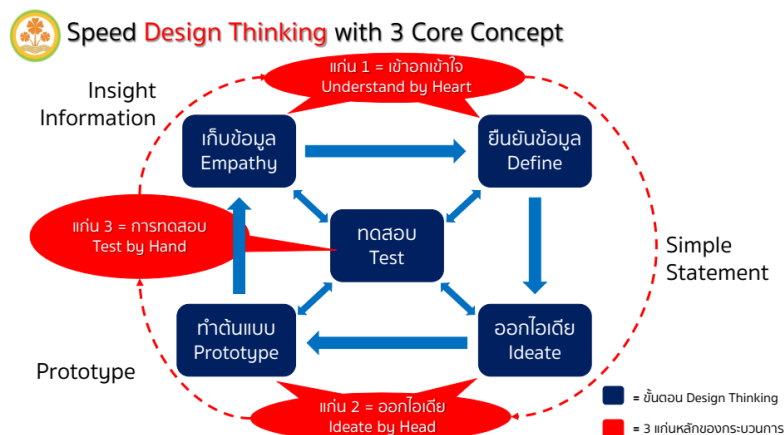 Speed Design Thinking with 3 Core Concept
แก่น 1 = เข้าอกเข้าใจ
Understand by Heart
Insight
Information
เก็บข้อมูล
Empathy
ยืนยันข้อมูล
Define
แก่น 3 = การทดสอบ
Test by Hand
ทดสอบ
Test
Simple
Statement
ทำต้นแบบ
Prototype
ออกไอเดีย
Ideate
Prototype
แก่น 2 = ออกไอเดีย
Ideate by Head
= ขั้นตอน Design Thinking
= 3 แก่นหลักของกระบวนการ